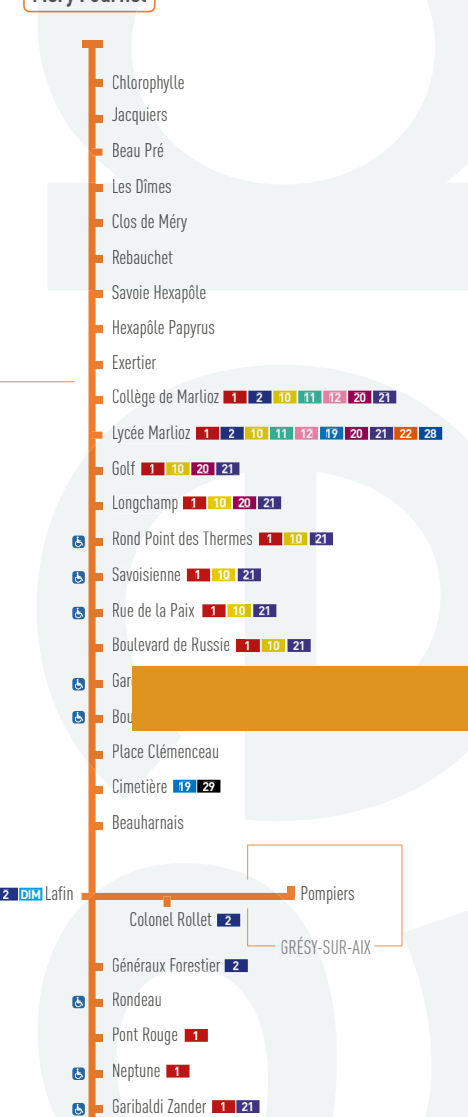 Méry Fournet
Chlorophylle
Jacquiers
Beau Pré
Les Dîmes
Clos de Méry
Rebauchet
Savoie Hexapôle
Hexapôle Papyrus
Exertier
Collège de Marlioz 1 2 10 11 12 20 21
Lycée Marlioz 1 2 10 11 12 19 20 21 22 28
Golf 1 10 20 21
Longchamp 1 10 20 21
Rond Point des Thermes 1 10 21
Savoisienne 1 10 21
Rue de la Paix 1 10 21
Boulevard de Russie 1 10 21
Place Clémenceau
Cimetière 19 29
Beauharnais
2 DIM Lafin Pompiers
Colonel Rollet 2
GRÉSY-SUR-AIX
Généraux Forestier 2
Rondeau
Pont Rouge 1
Neptune 1
Garibaldi Zander 1 21